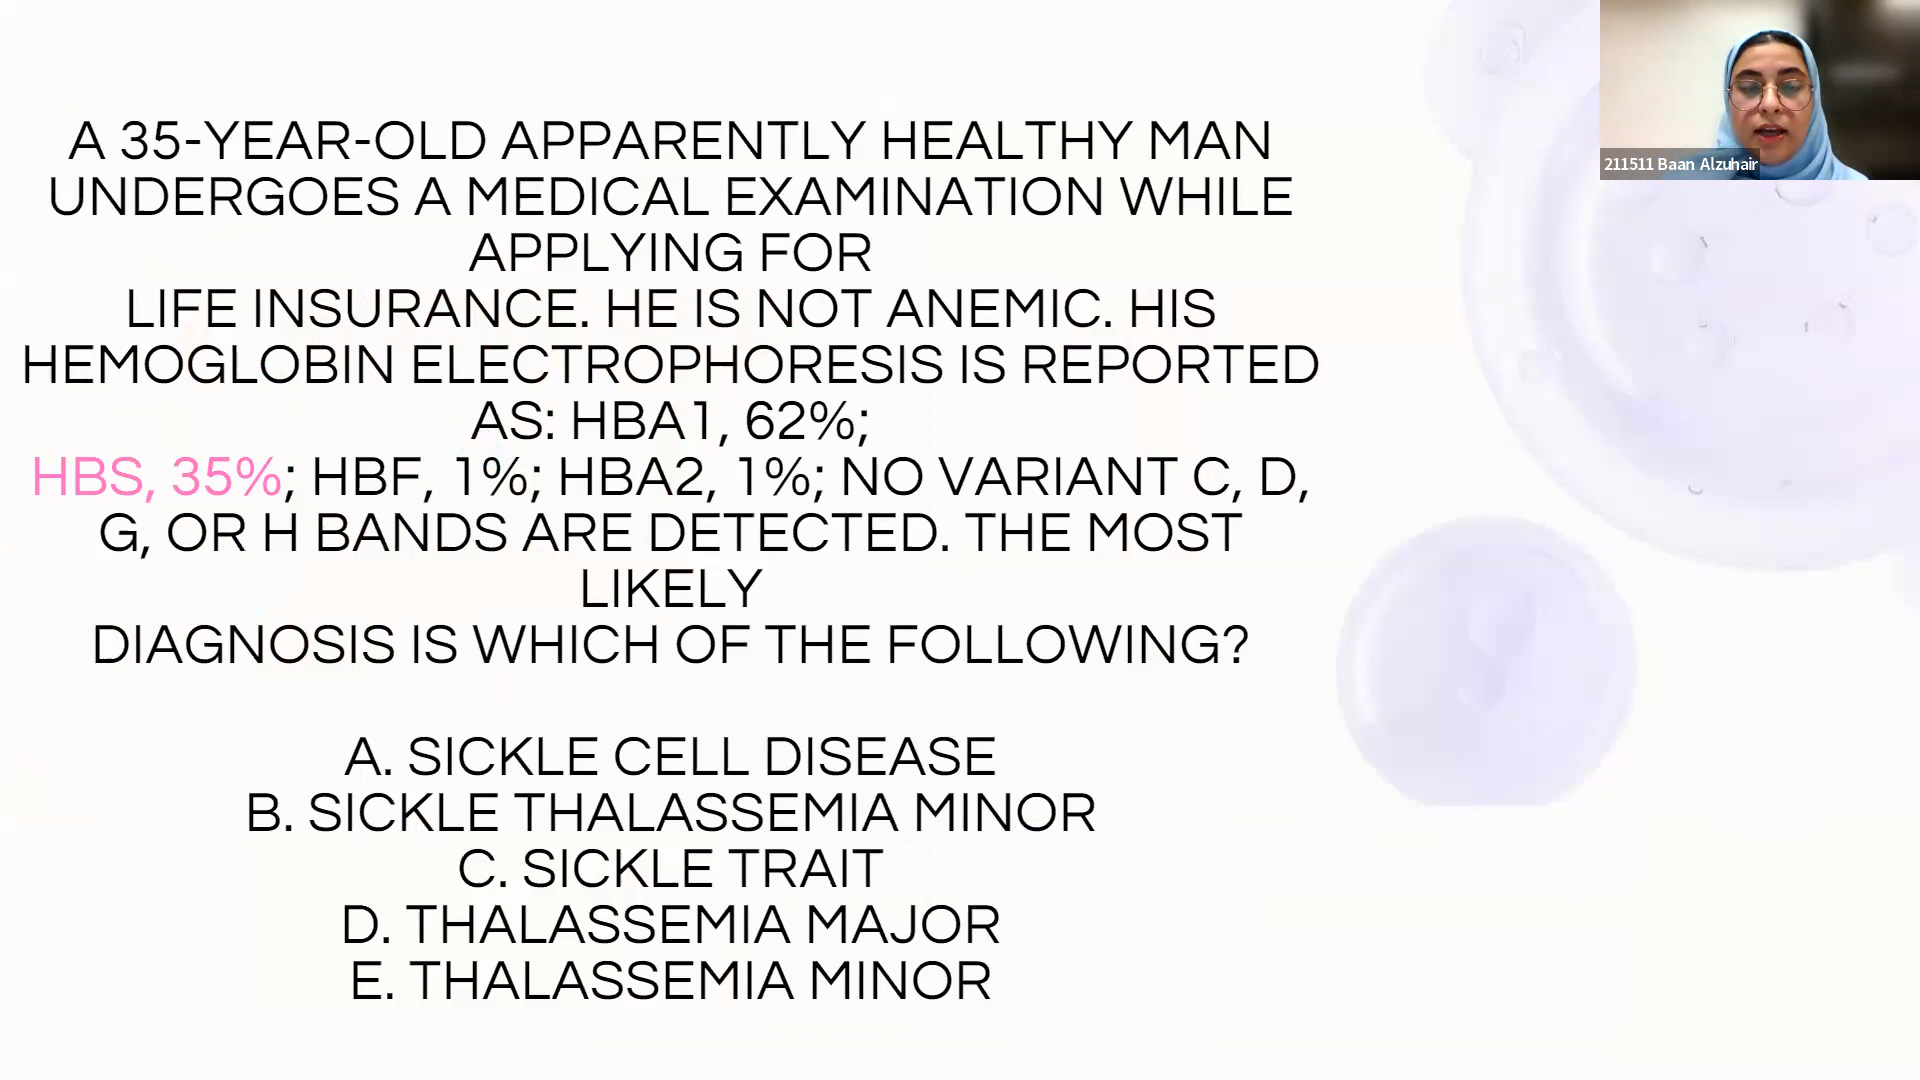 A 35-YEAR-OLD APPARENTLY HEALTHY MAN
UNDERGOES A MEDICAL EXAMINATION WHILE
APPLYING FOR
LIFE INSURANCE. HE IS NOT ANEMIC. HIS
HEMOGLOBIN ELECTROPHORESIS IS REPORTED
AS: HBA1, 62%;
HBS, 35%; HBF, 1%; HBA2, 1%; NO VARIANT C, D,
G, OR H BANDS ARE DETECTED. THE MOST
LIKELY
DIAGNOSIS IS WHICH OF THE FOLLOWING?
A. SICKLE CELL DISEASE
B. SICKLE THALASSEMIA MINOR
C. SICKLE TRAIT
D. THALASSEMIA MAJOR
E. THALASSEMIA MINOR
211511 Baan Alzuhair